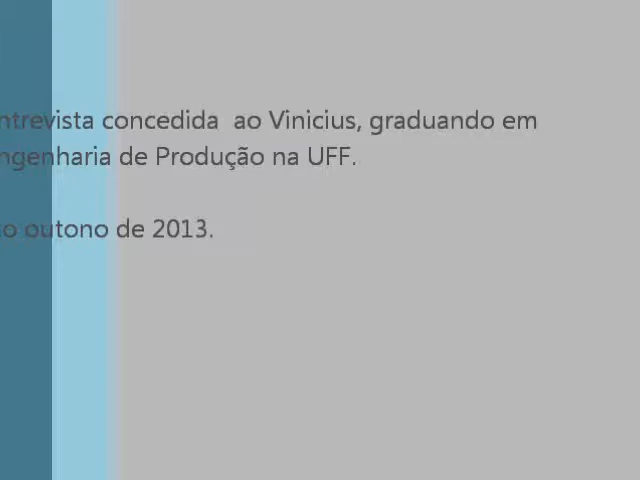 ntrevista concedida ao Vinicius, graduando em
ngenharia de Produção na UFF.
o outono de 2013.